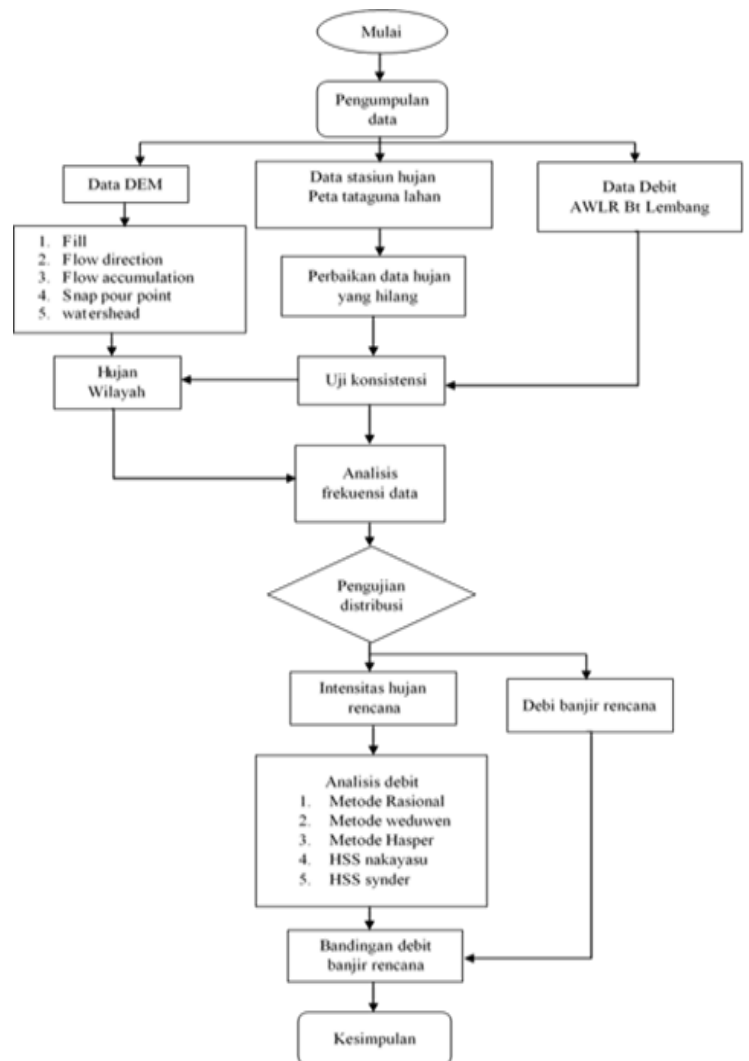 Mulai
Pengumpulan
data
Data DEM
Data stasiun hujan
Peta tataguna lahan
Data Debit
AWLR Bt Lembang
1. Fill
2. Flow direction
3. Flow accumulation
4. Snap pour point
5. watershead
Perbaikan data hujan
yang hilang
Hujan
Wilayah
Uji konsistensi
Analisis
frekuensi data
Pengujian
distribusi
Intensitas hujan
rencana
Debi banjir rencana
Analisis debit
1. Metode Rasional
2. Metode weduwen
3. Metode Hasper
4. HSS nakayasu
5. HSS synder
Bandingan debit
banjir rencana
Kesimpulan